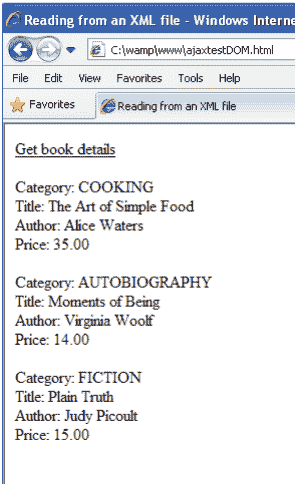 Reading from an XML file - Windows Interne
C:\wamp\www\ajaxtestDOM.html
File Edit View Favorites Tools Help
Favorites Reading from an XML file
Get book details
Category: COOKING
Title: The Art of Simple Food
Author: Alice Waters
Price: 35.00
Category: AUTOBIOGRAPHY
Title: Moments of Being
Author: Virginia Woolf
Price: 14.00
Category: FICTION
Title: Plain Truth
Author: Judy Picoult
Price: 15.00